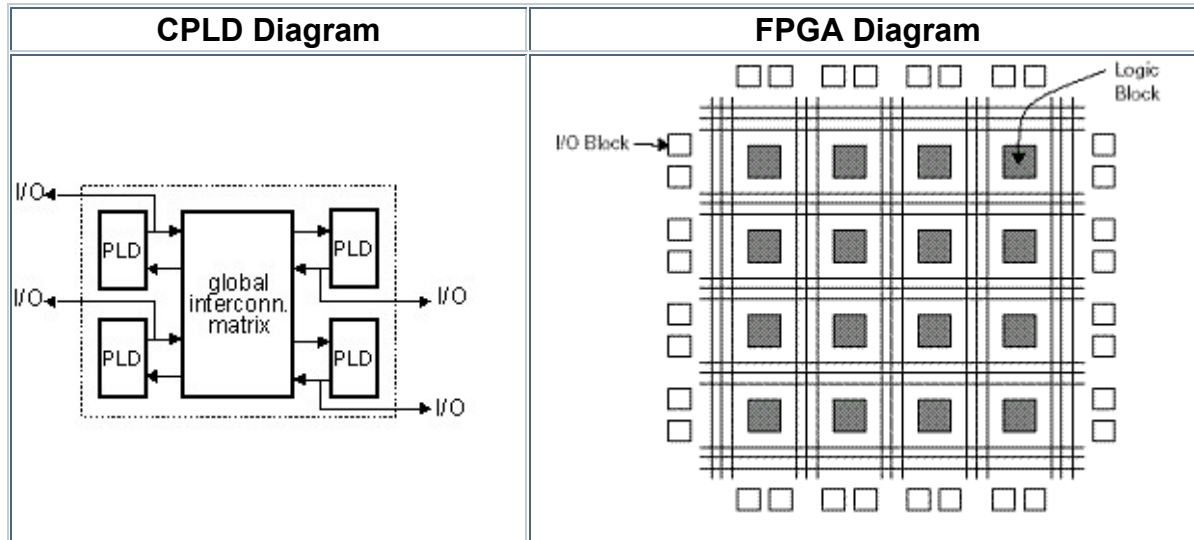 CPLD Diagram
FPGA Diagram
I/O
PLD
PLD
I/O
global
interconn.
matrix
I/O
PLD
PLD
I/O
Logic
Block
I/O Block